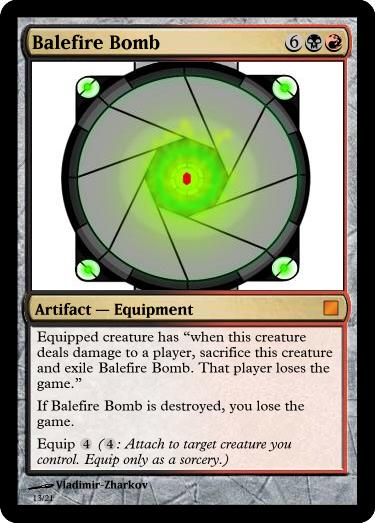 Balefire Bomb 6
Artifact — Equipment
Equipped creature has “when this creature
deals damage to a player, sacrifice this creature
and exile Balefire Bomb. That player loses the
game.”
If Balefire Bomb is destroyed, you lose the
game.
Equip 4 (4: Attach to target creature you
control. Equip only as a sorcery.)
Vladimir-Zharkov
13/21